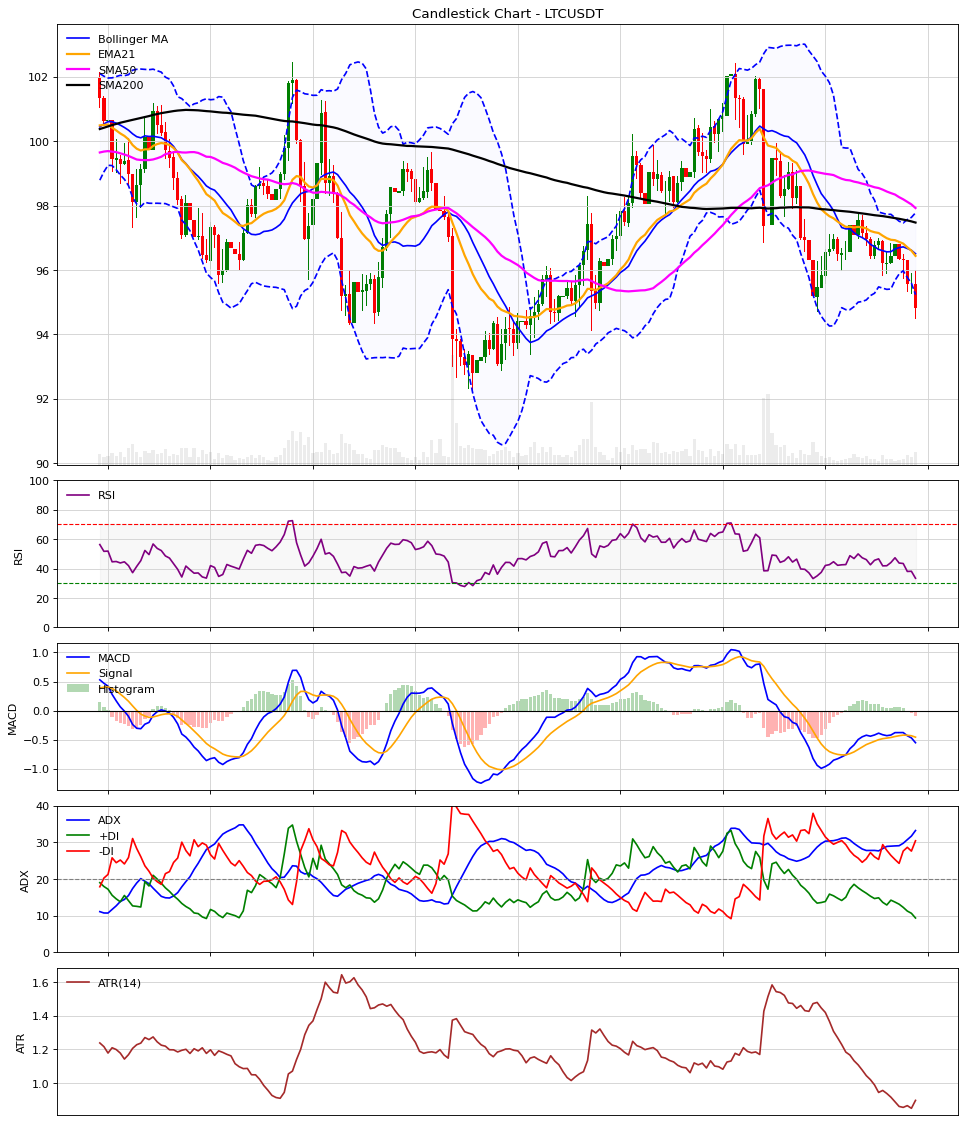 Candlestick Chart - LTCUSDT
Bollinger MA
EMA21
SMA50
SMA200
102
100
98
96
94
92
90
RSI
RSI
100
80
60
40
20
0
MACD
Signal
Histogram
MACD
1.0
0.5
0.0
−0.5
−1.0
ADX
+DI
-DI
ADX
40
30
20
10
0
ATR(14)
ATR
1.6
1.4
1.2
1.0